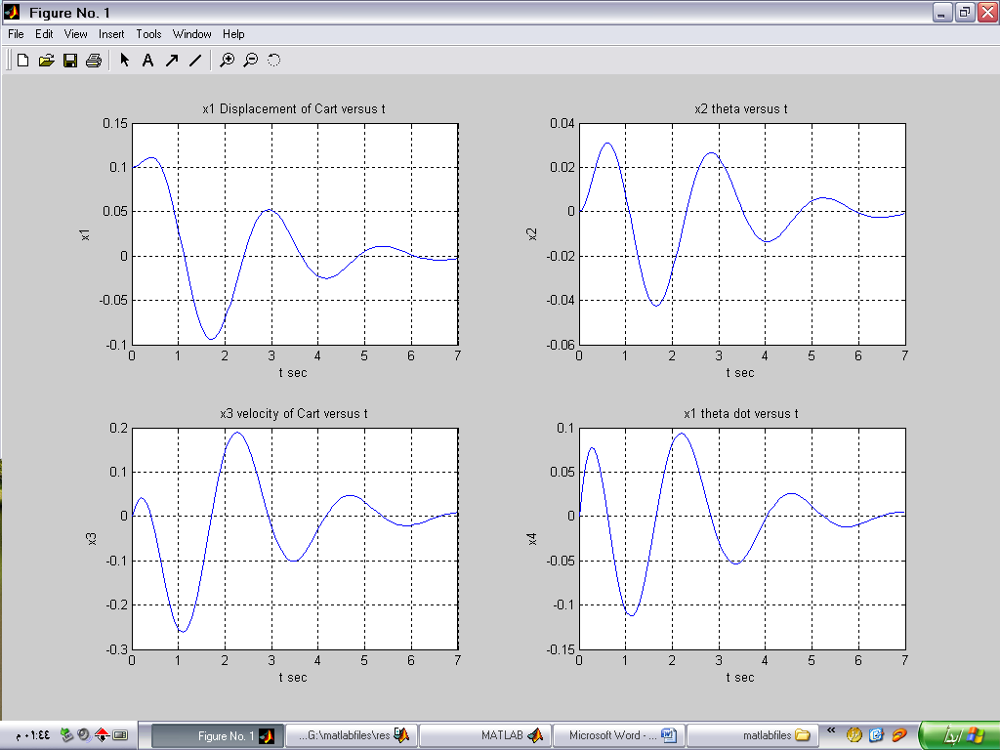 Figure No. 1
File Edit View Insert Tools Window Help
A
x1 Displacement of Cart versus t
0.15
0.1
0.05
0
-0.05
-0.1
x1
0 1 2 3 4 5 6 7
t sec
x2 theta versus t
0.04
0.02
0
-0.02
-0.04
-0.06
x2
0 1 2 3 4 5 6 7
t sec
x3 velocity of Cart versus t
0.2
0.1
0
-0.1
-0.2
-0.3
x3
0 1 2 3 4 5 6 7
t sec
x1 theta dot versus t
0.1
0.05
0
-0.05
-0.1
-0.15
x4
0 1 2 3 4 5 6 7
t sec
٠١:٤٤ م
Figure No. 1
...G:\matlabfiles\res
MATLAB
Microsoft Word - ...
matlabfiles
«
ابدأ